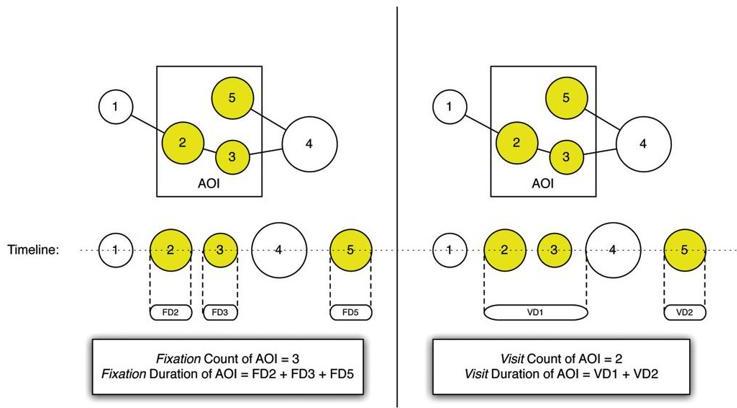 1
5
2
3
4
AOI
1
5
2
3
4
AOI
Timeline:
1
2
3
4
5
1
2
3
4
5
FD2
FD3
FD5
VD1
VD2
Fixation Count of AOI = 3
Fixation Duration of AOI = FD2 + FD3 + FD5
Visit Count of AOI = 2
Visit Duration of AOI = VD1 + VD2